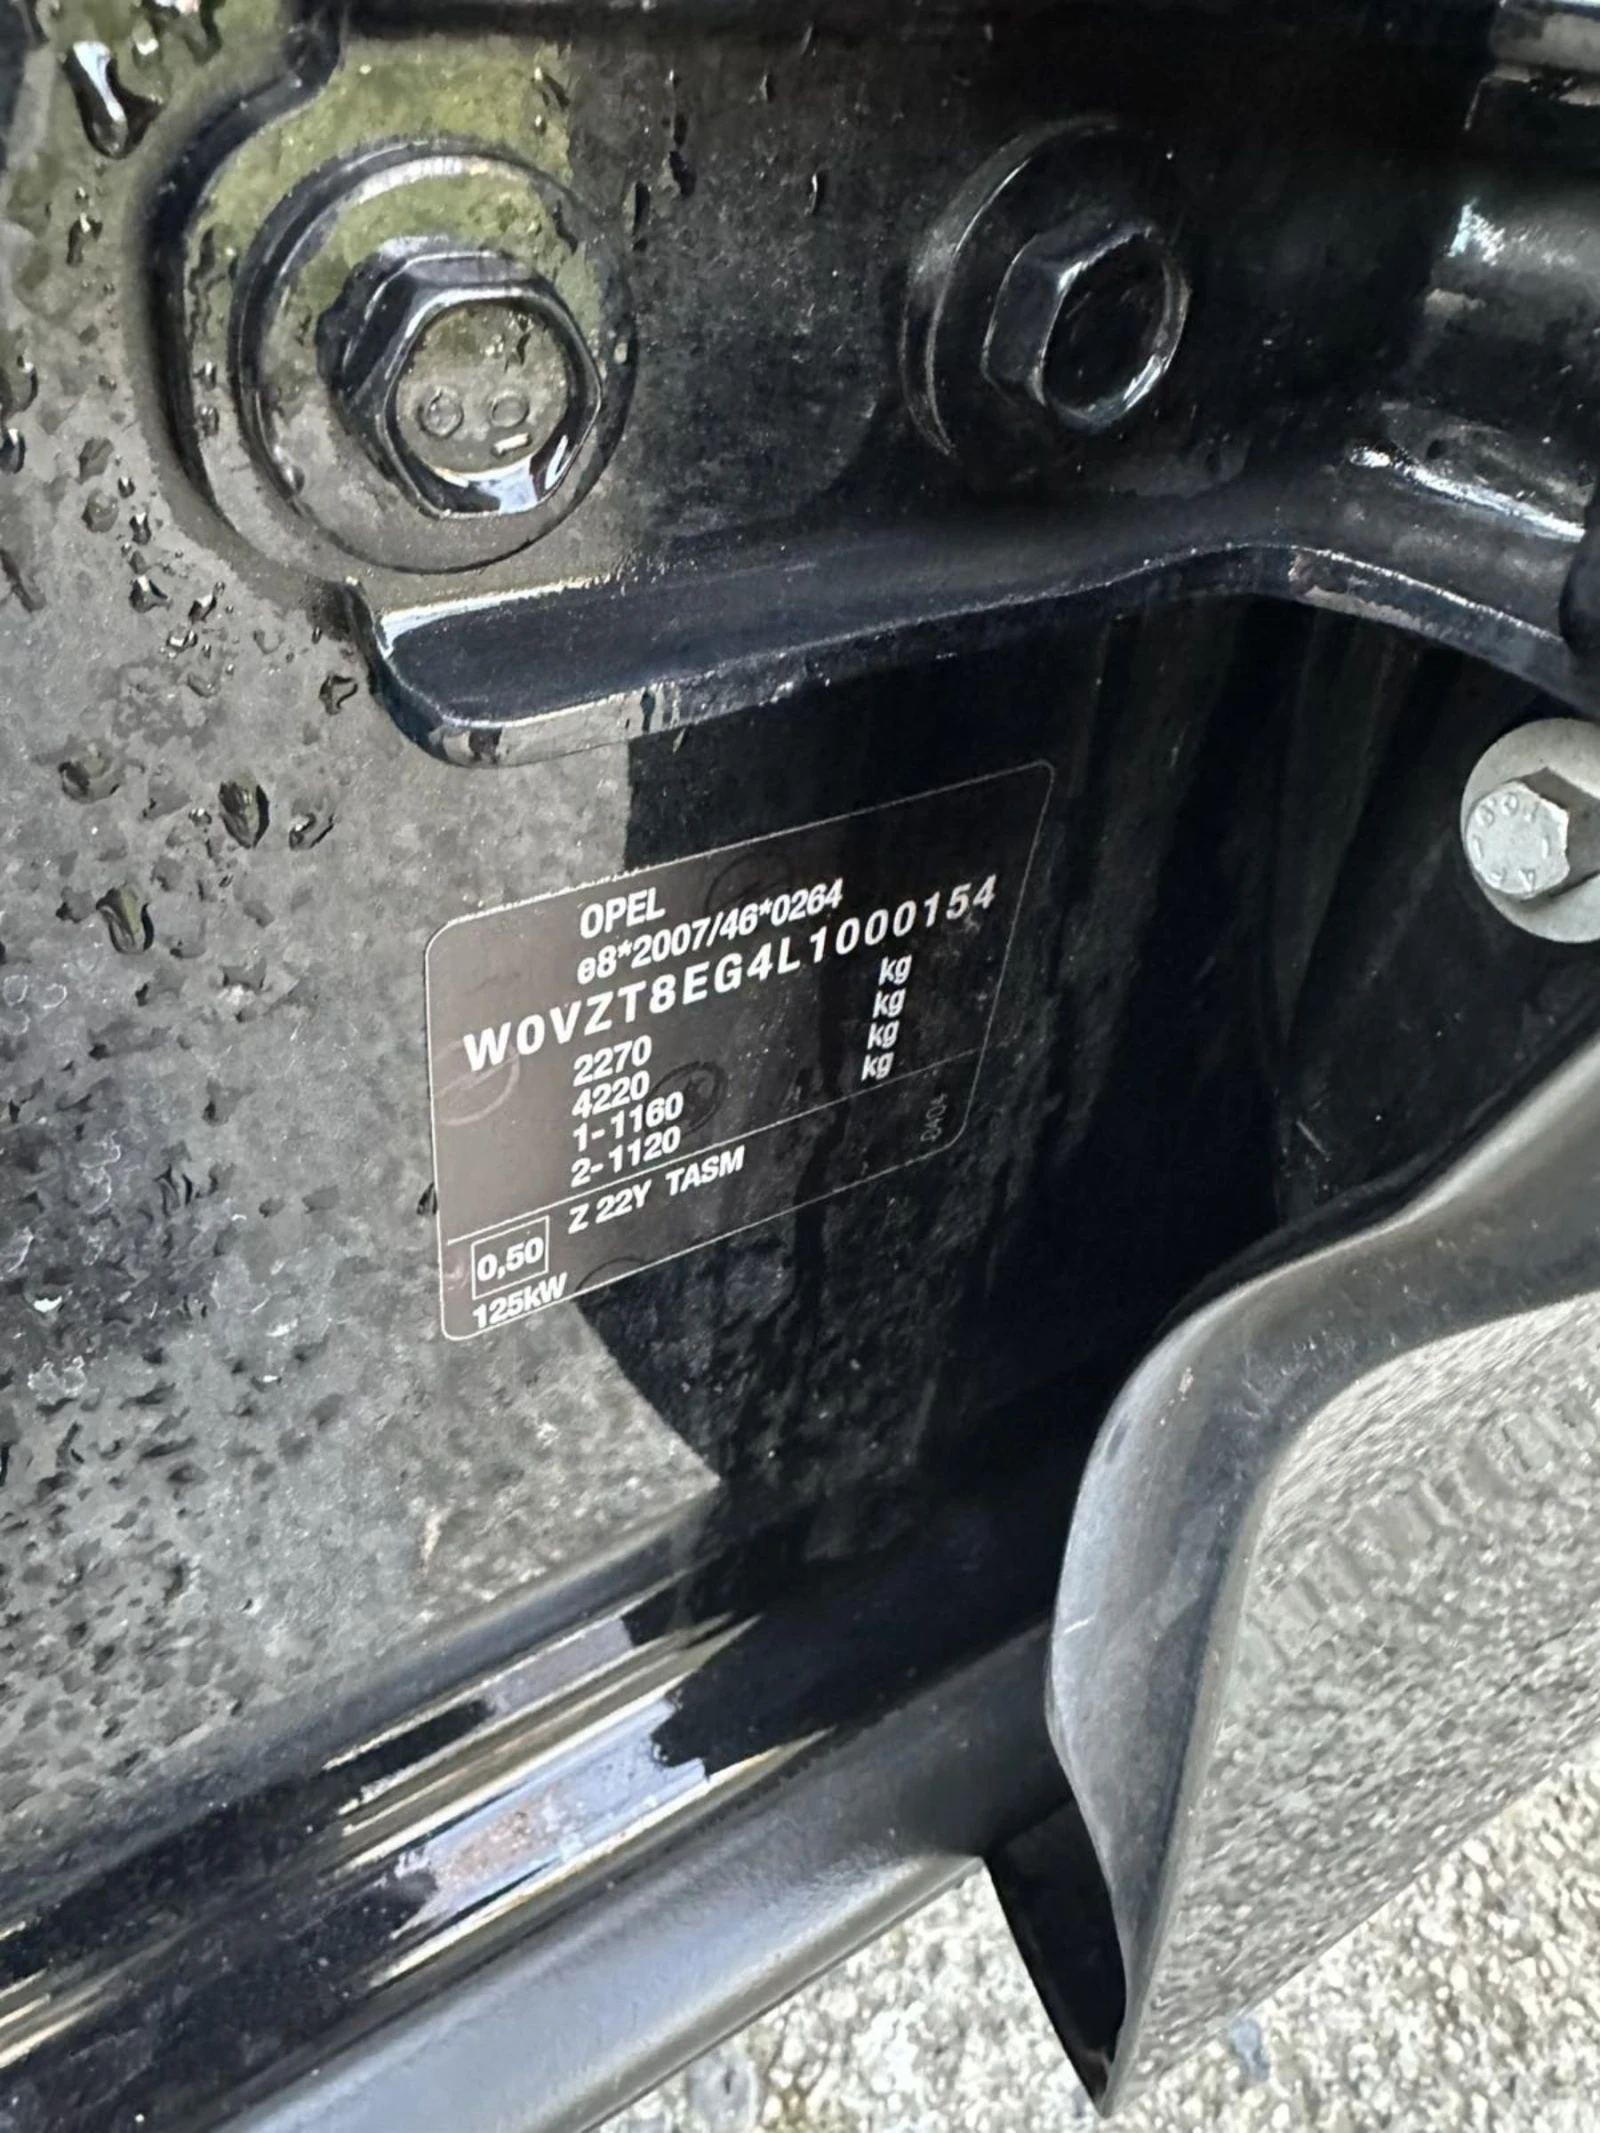 OPEL
e8*2007/46*0264
W0VZT8EG4L1000154
2270 kg
4220 kg
1-1160 kg
2-1120 kg
Z 22Y TASM
0,50
125kW